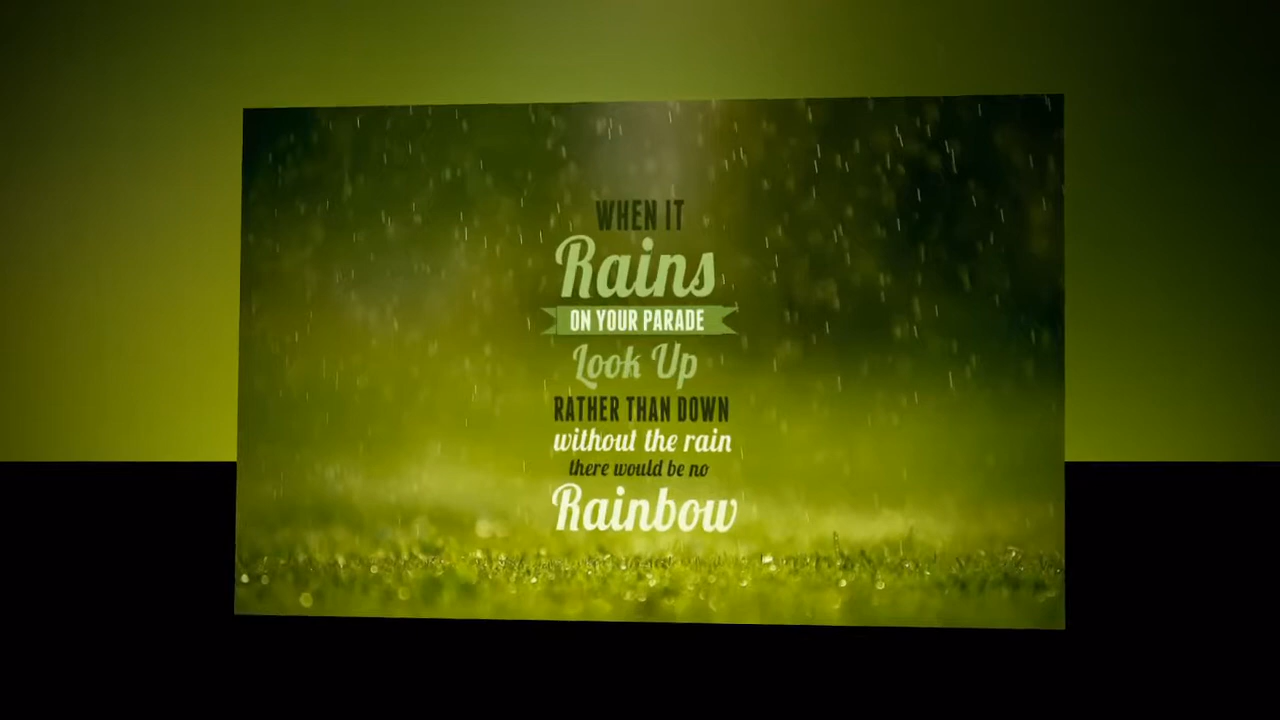 WHEN IT
Rains
ON YOUR PARADE
Look Up
RATHER THAN DOWN
without the rain
there would be no
Rainbow